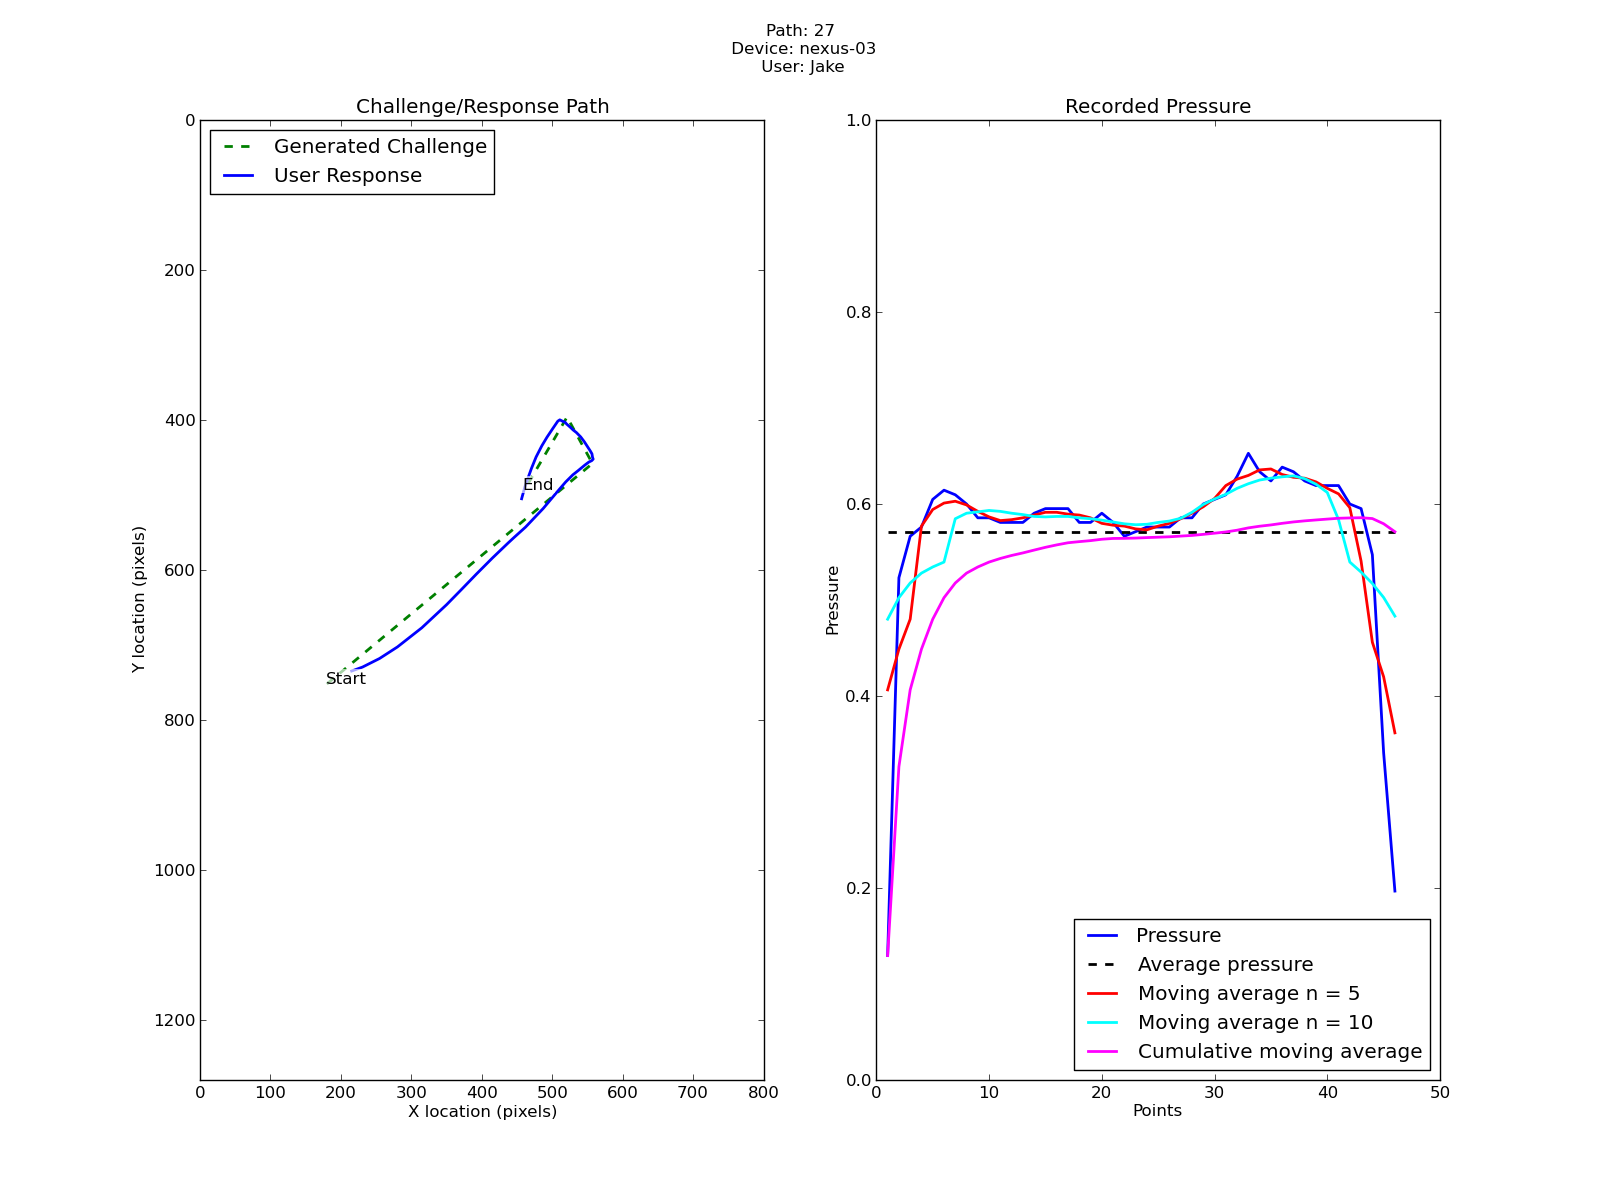 Path: 27
Device: nexus-03
User: Jake
Challenge/Response Path
0
200
400
600
800
1000
1200
Y location (pixels)
Generated Challenge
User Response
End
Start
0 100 200 300 400 500 600 700 800
X location (pixels)
Recorded Pressure
1.0
0.8
0.6
0.4
0.2
0.0
Pressure
Pressure
Average pressure
Moving average n = 5
Moving average n = 10
Cumulative moving average
0 10 20 30 40 50
Points